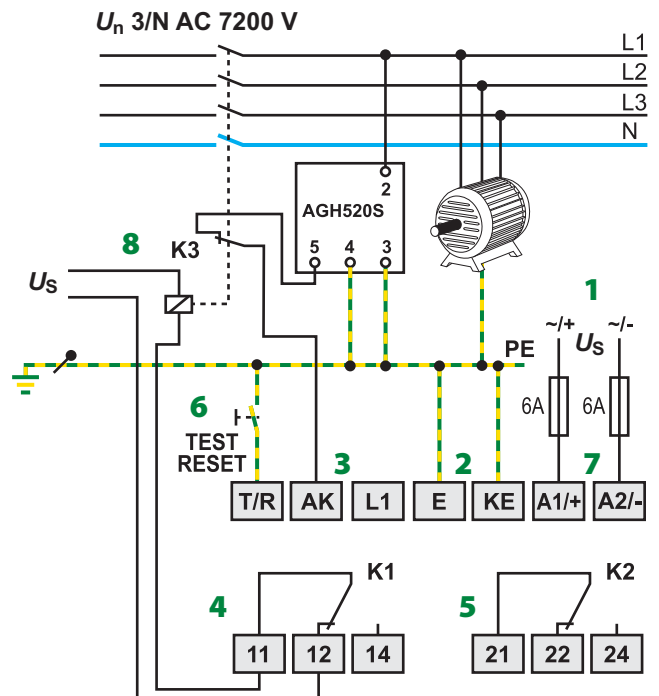 Un 3/N AC 7200 V
L1
L2
L3
N
2
AGH520S
5 4 3
K3
8
US
1
~/+ US ~/-
PE
6A 6A
6
TEST
RESET
3 2 7
T/R AK L1 E KE A1/+ A2/-
K1 K2
4 5
11 12 14 21 22 24